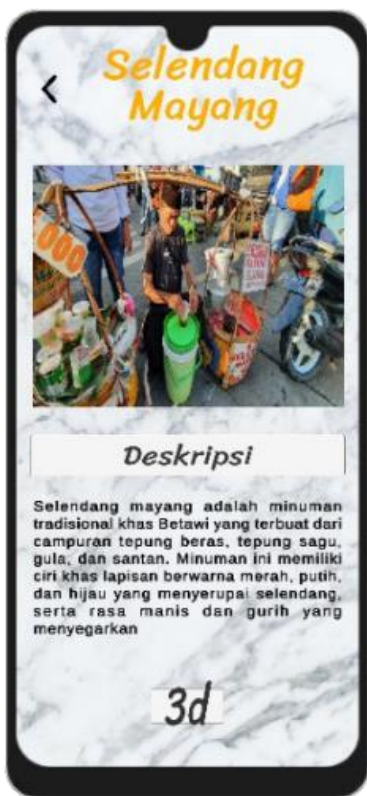 Selendang
Mayang
000
Deskripsi
Selendang mayang adalah minuman
tradisional khas Betawi yang terbuat dari
campuran tepung beras, tepung sagu,
gula, dan santan. Minuman ini memiliki
ciri khas lapisan berwarna merah, putih,
dan hijau yang menyerupai selendang,
serta rasa manis dan gurih yang
menyegarkan
3d